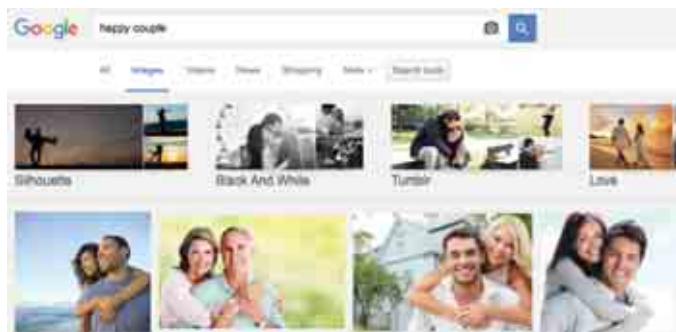 Google happy couple
All Images Videos News Shopping More Search tools
Silhouette Black And White Tumblr Love